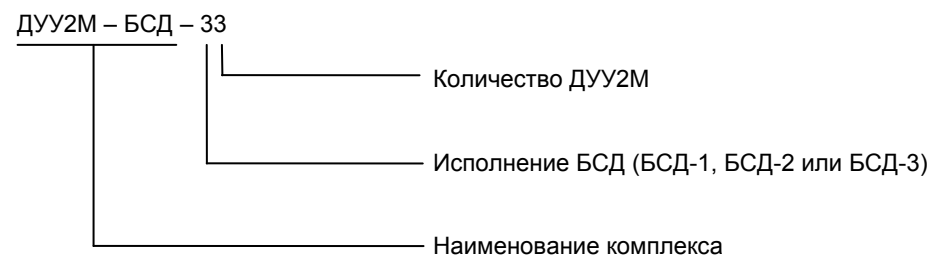 ДУУ2М – БСД – 33
Количество ДУУ2М
Исполнение БСД (БСД-1, БСД-2 или БСД-3)
Наименование комплекса